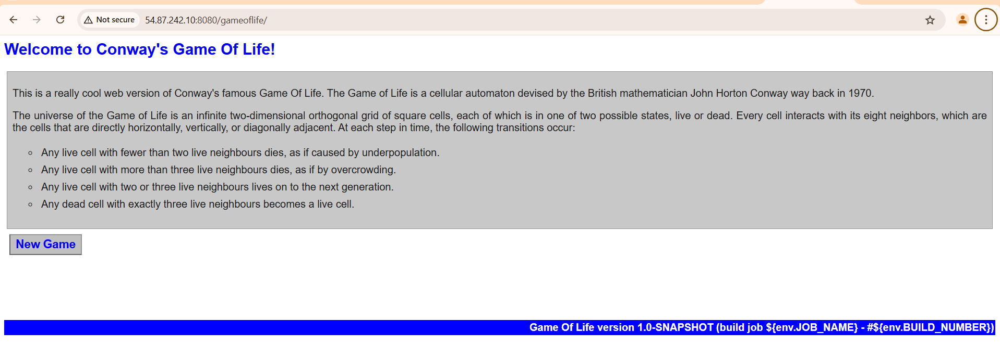 Not secure 54.87.242.10:8080/gameoflife/
Welcome to Conway's Game Of Life!
This is a really cool web version of Conway's famous Game Of Life. The Game of Life is a cellular automaton devised by the British mathematician John Horton Conway way back in 1970.
The universe of the Game of Life is an infinite two-dimensional orthogonal grid of square cells, each of which is in one of two possible states, live or dead. Every cell interacts with its eight neighbors, which are
the cells that are directly horizontally, vertically, or diagonally adjacent. At each step in time, the following transitions occur:
Any live cell with fewer than two live neighbours dies, as if caused by underpopulation.
Any live cell with more than three live neighbours dies, as if by overcrowding.
Any live cell with two or three live neighbours lives on to the next generation.
Any dead cell with exactly three live neighbours becomes a live cell.
New Game
Game Of Life version 1.0-SNAPSHOT (build job ${env.JOB_NAME} - #${env.BUILD_NUMBER})